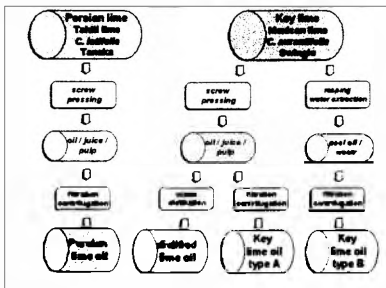 Persian lime
Tahiti lime
C. latifolia
Tanaka
Key lime
Mexican lime
C. aurantifolia
Swingle
screw
pressing
screw
pressing
rasping
water extraction
oil / juice /
pulp
oil / juice /
pulp
peel oil /
water
filtration
centrifugation
steam
distillation
filtration
centrifugation
filtration
centrifugation
Persian
lime oil
distilled
lime oil
Key
lime oil
type A
Key
lime oil
type B